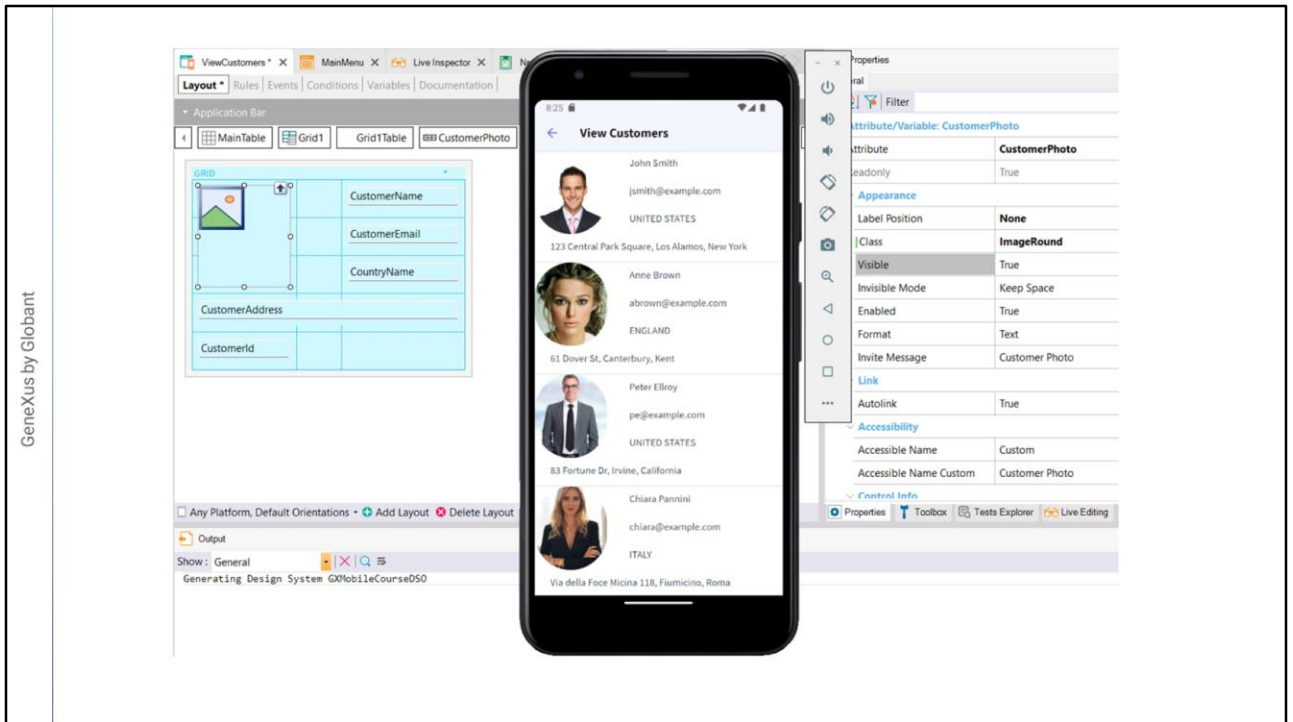 GeneXus by Globant
ViewCustomers * X MainMenu X Live Inspector X
Layout * Rules Events Conditions Variables Documentation
Application Bar
MainTable Grid1 Grid1Table CustomerPhoto
GRID
CustomerName
CustomerEmail
CountryName
CustomerAddress
CustomerId
Any Platform, Default Orientations Add Layout Delete Layout
Output
Show: General
Generating Design System GXMobileCourseDSO
8:25
View Customers
John Smith
jsmith@example.com
UNITED STATES
123 Central Park Square, Los Alamos, New York
Anne Brown
abrown@example.com
ENGLAND
61 Dover St, Canterbury, Kent
Peter Ellroy
pe@example.com
UNITED STATES
83 Fortune Dr, Irvine, California
Chiara Pannini
chiara@example.com
ITALY
Via della Foce Micina 118, Fiumicino, Roma
Properties
Filter
Attribute/Variable: CustomerPhoto
Attribute CustomerPhoto
Readonly True
Appearance
Label Position None
Class ImageRound
Visible True
Invisible Mode Keep Space
Enabled True
Format Text
Invite Message Customer Photo
Link
Autolink True
Accessibility
Accessible Name Custom
Accessible Name Custom Customer Photo
Control Info
Properties Toolbox Tests Explorer Live Editing